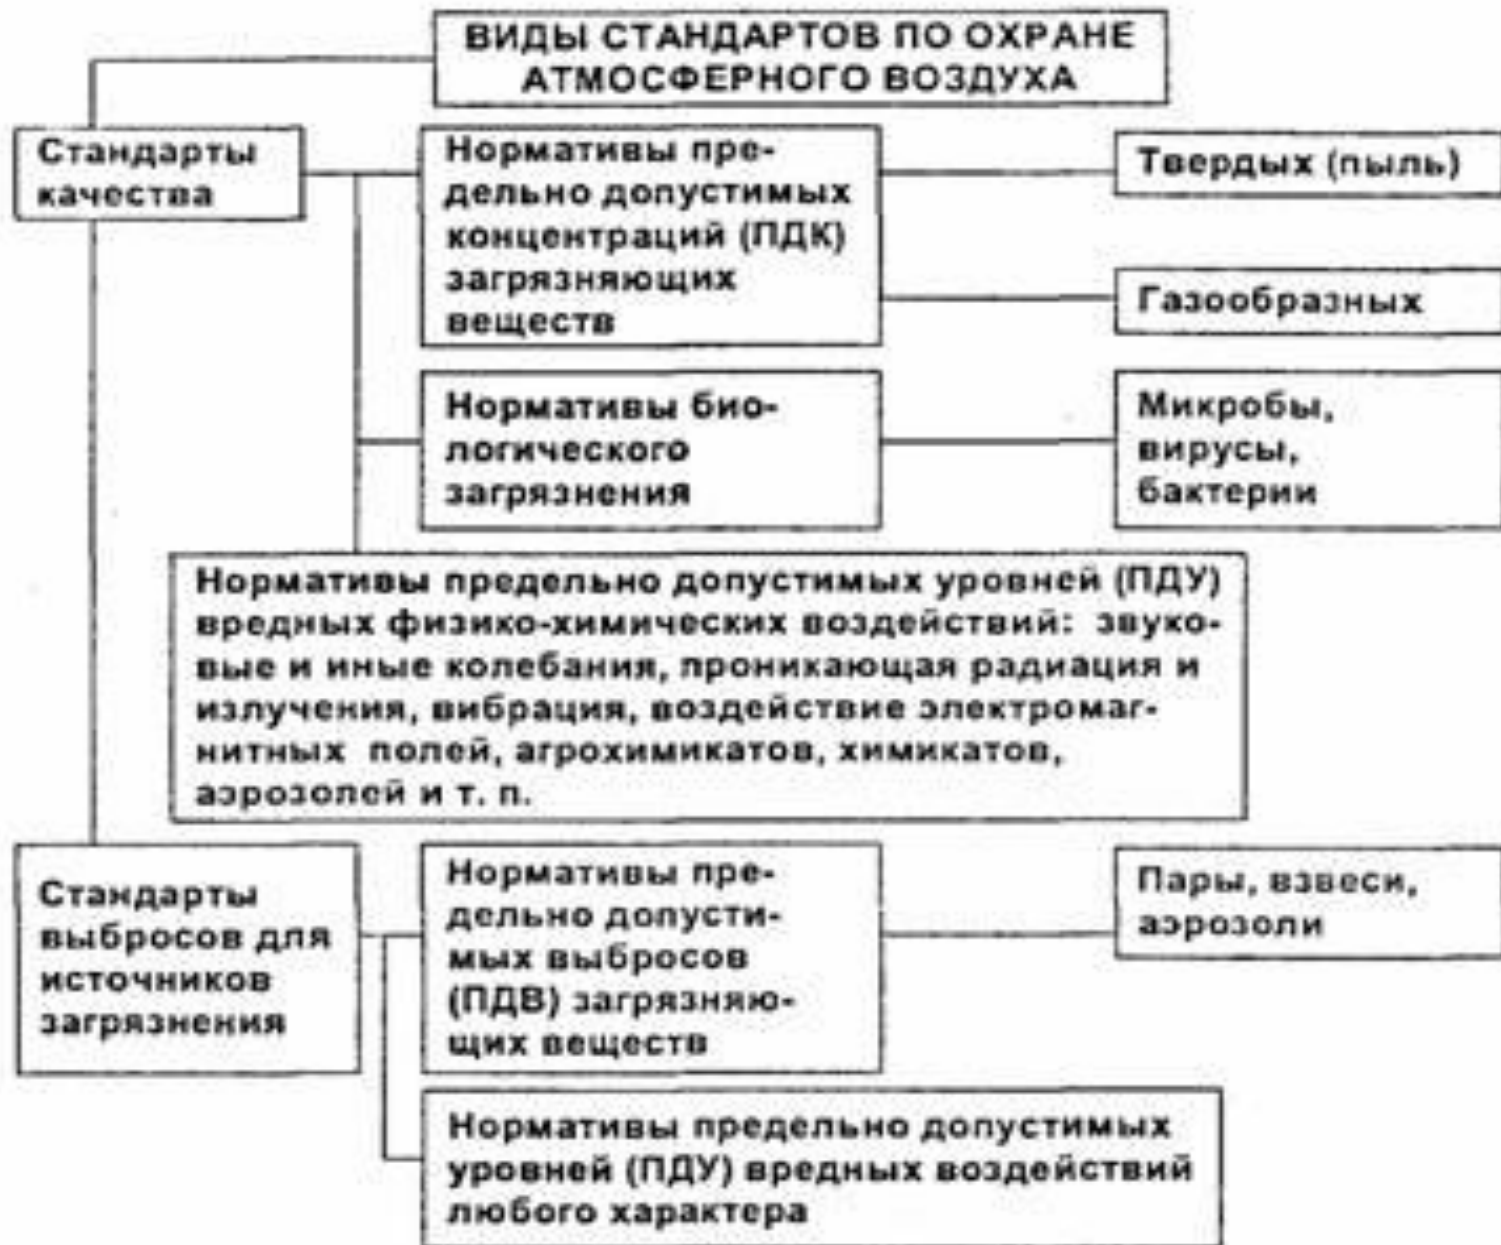 ВИДЫ СТАНДАРТОВ ПО ОХРАНЕ
АТМОСФЕРНОГО ВОЗДУХА
Стандарты
качества
Нормативы пре-
дельно допустимых
концентраций (ПДК)
загрязняющих
веществ
Твердых (пыль)
Газообразных
Нормативы био-
логического
загрязнения
Микробы,
вирусы,
бактерии
Нормативы предельно допустимых уровней (ПДУ)
вредных физико-химических воздействий: звуко-
вые и иные колебания, проникающая радиация и
излучения, вибрация, воздействие электромаг-
нитных полей, агрохимикатов, химикатов,
аэрозолей и т. п.
Стандарты
выбросов для
источников
загрязнения
Нормативы пре-
дельно допусти-
мых выбросов
(ПДВ) загрязняю-
щих веществ
Пары, взвеси,
аэрозоли
Нормативы предельно допустимых
уровней (ПДУ) вредных воздействий
любого характера